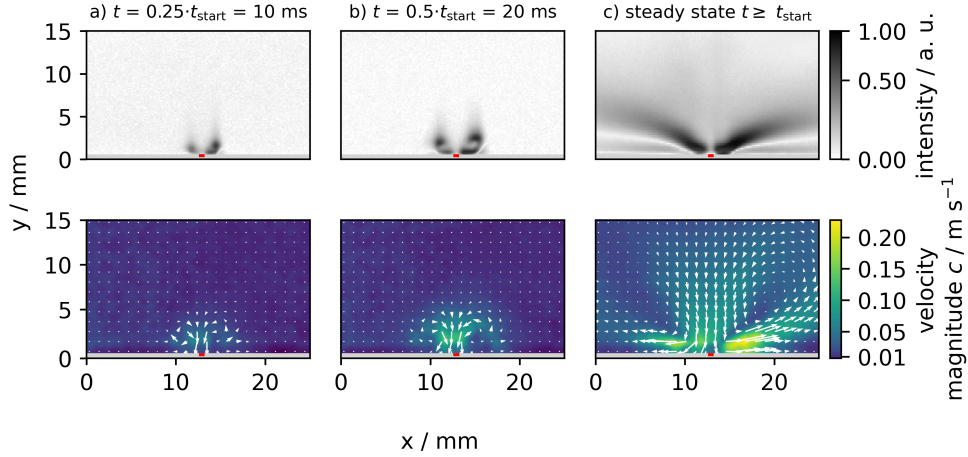 a) t = 0.25·t_start = 10 ms
b) t = 0.5·t_start = 20 ms
c) steady state t ≥ t_start
15
10
5
0
1.00
0.50
0.00
intensity / a. u.
y / mm
15
10
5
0
0.20
0.15
0.10
0.05
0.01
velocity
magnitude c / m s⁻¹
0 20
0 20
0 10 20
x / mm